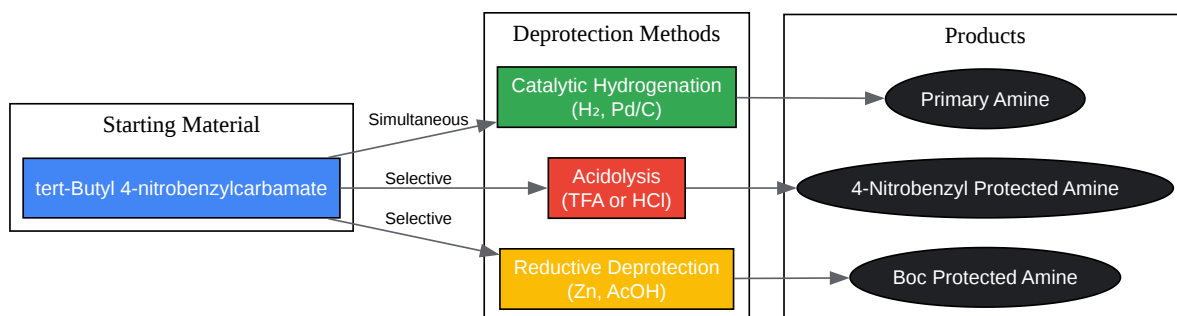 Starting Material
tert-Butyl 4-nitrobenzylcarbamate
Simultaneous
Selective
Selective
Deprotection Methods
Catalytic Hydrogenation
(H₂, Pd/C)
Acidolysis
(TFA or HCl)
Reductive Deprotection
(Zn, AcOH)
Products
Primary Amine
4-Nitrobenzyl Protected Amine
Boc Protected Amine